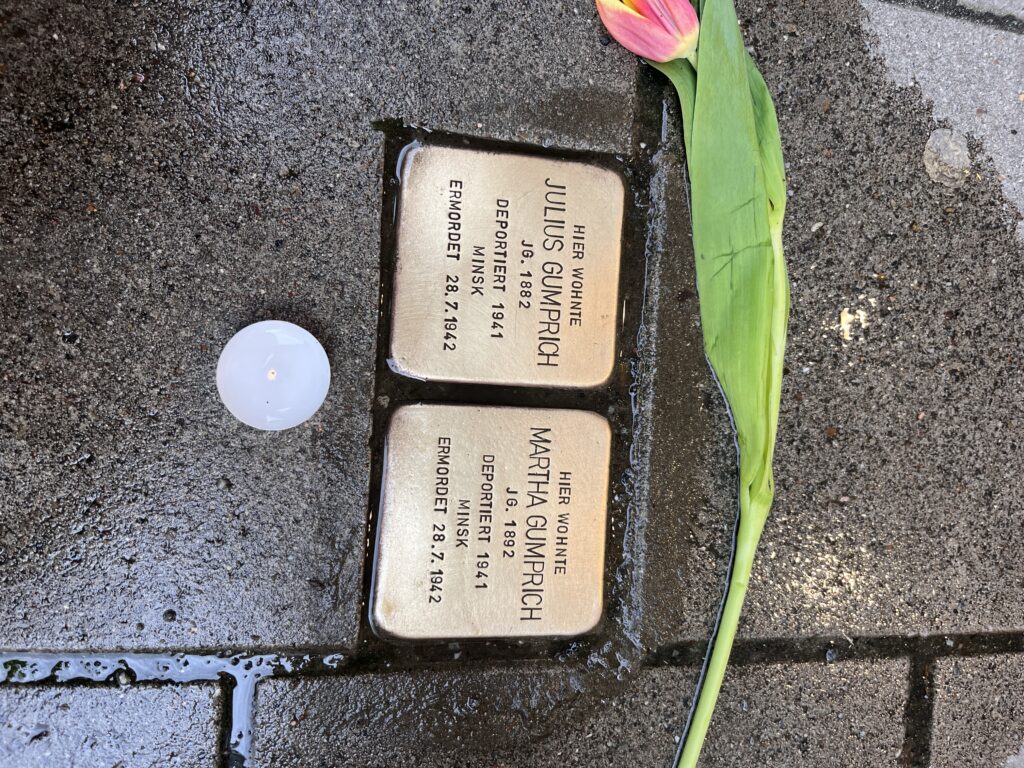 HIER WOHNTE
JULIUS GUMPRICH
JG. 1882
DEPORTIERT 1941
MINSK
ERMORDET 28.7.1942
HIER WOHNTE
MARTHA GUMPRICH
JG. 1892
DEPORTIERT 1941
MINSK
ERMORDET 28.7.1942